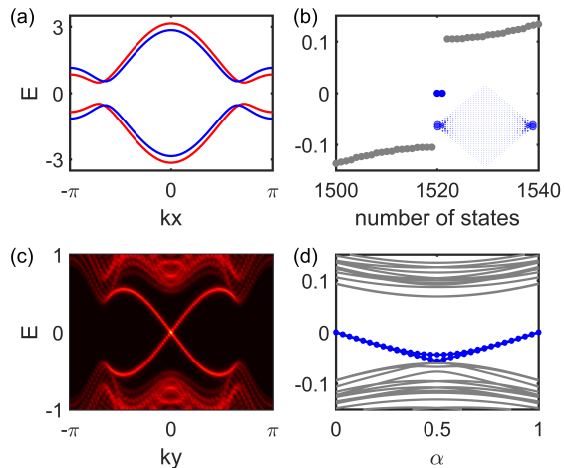 (a)
3
0
-3
E
-π
0
π
kx
(b)
0.1
0
-0.1
1500
1520
1540
number of states
(c)
1
0
-1
E
-π
0
π
ky
(d)
0.1
0
-0.1
0
0.5
1
α